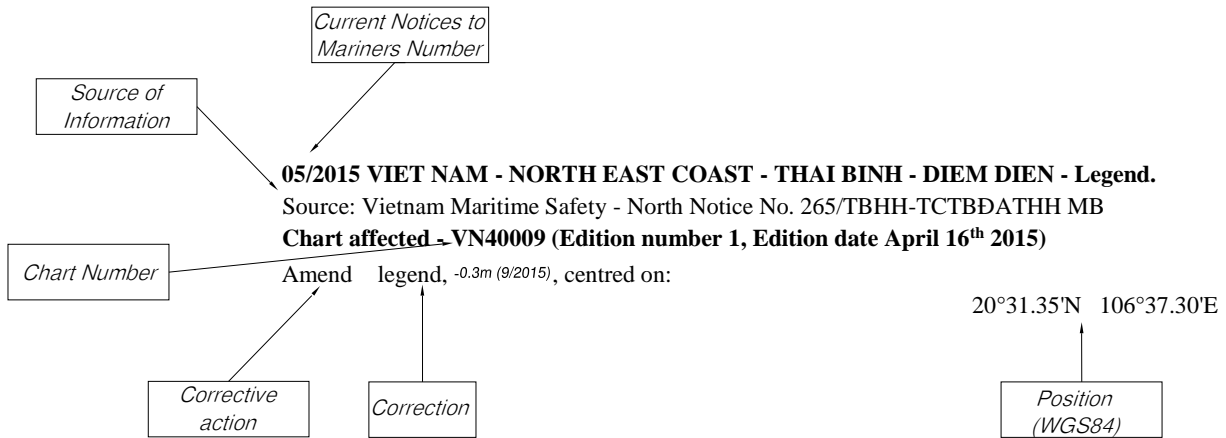 Current Notices to
Mariners Number
Source of
Information
05/2015 VIET NAM - NORTH EAST COAST - THAI BINH - DIEM DIEN - Legend.
Source: Vietnam Maritime Safety - North Notice No. 265/TBHH-TCTBĐATHH MB
Chart affected - VN40009 (Edition number 1, Edition date April 16th 2015)
Chart Number
Amend legend, -0.3m (9/2015), centred on:
20°31.35'N 106°37.30'E
Corrective
action
Correction
Position
(WGS84)